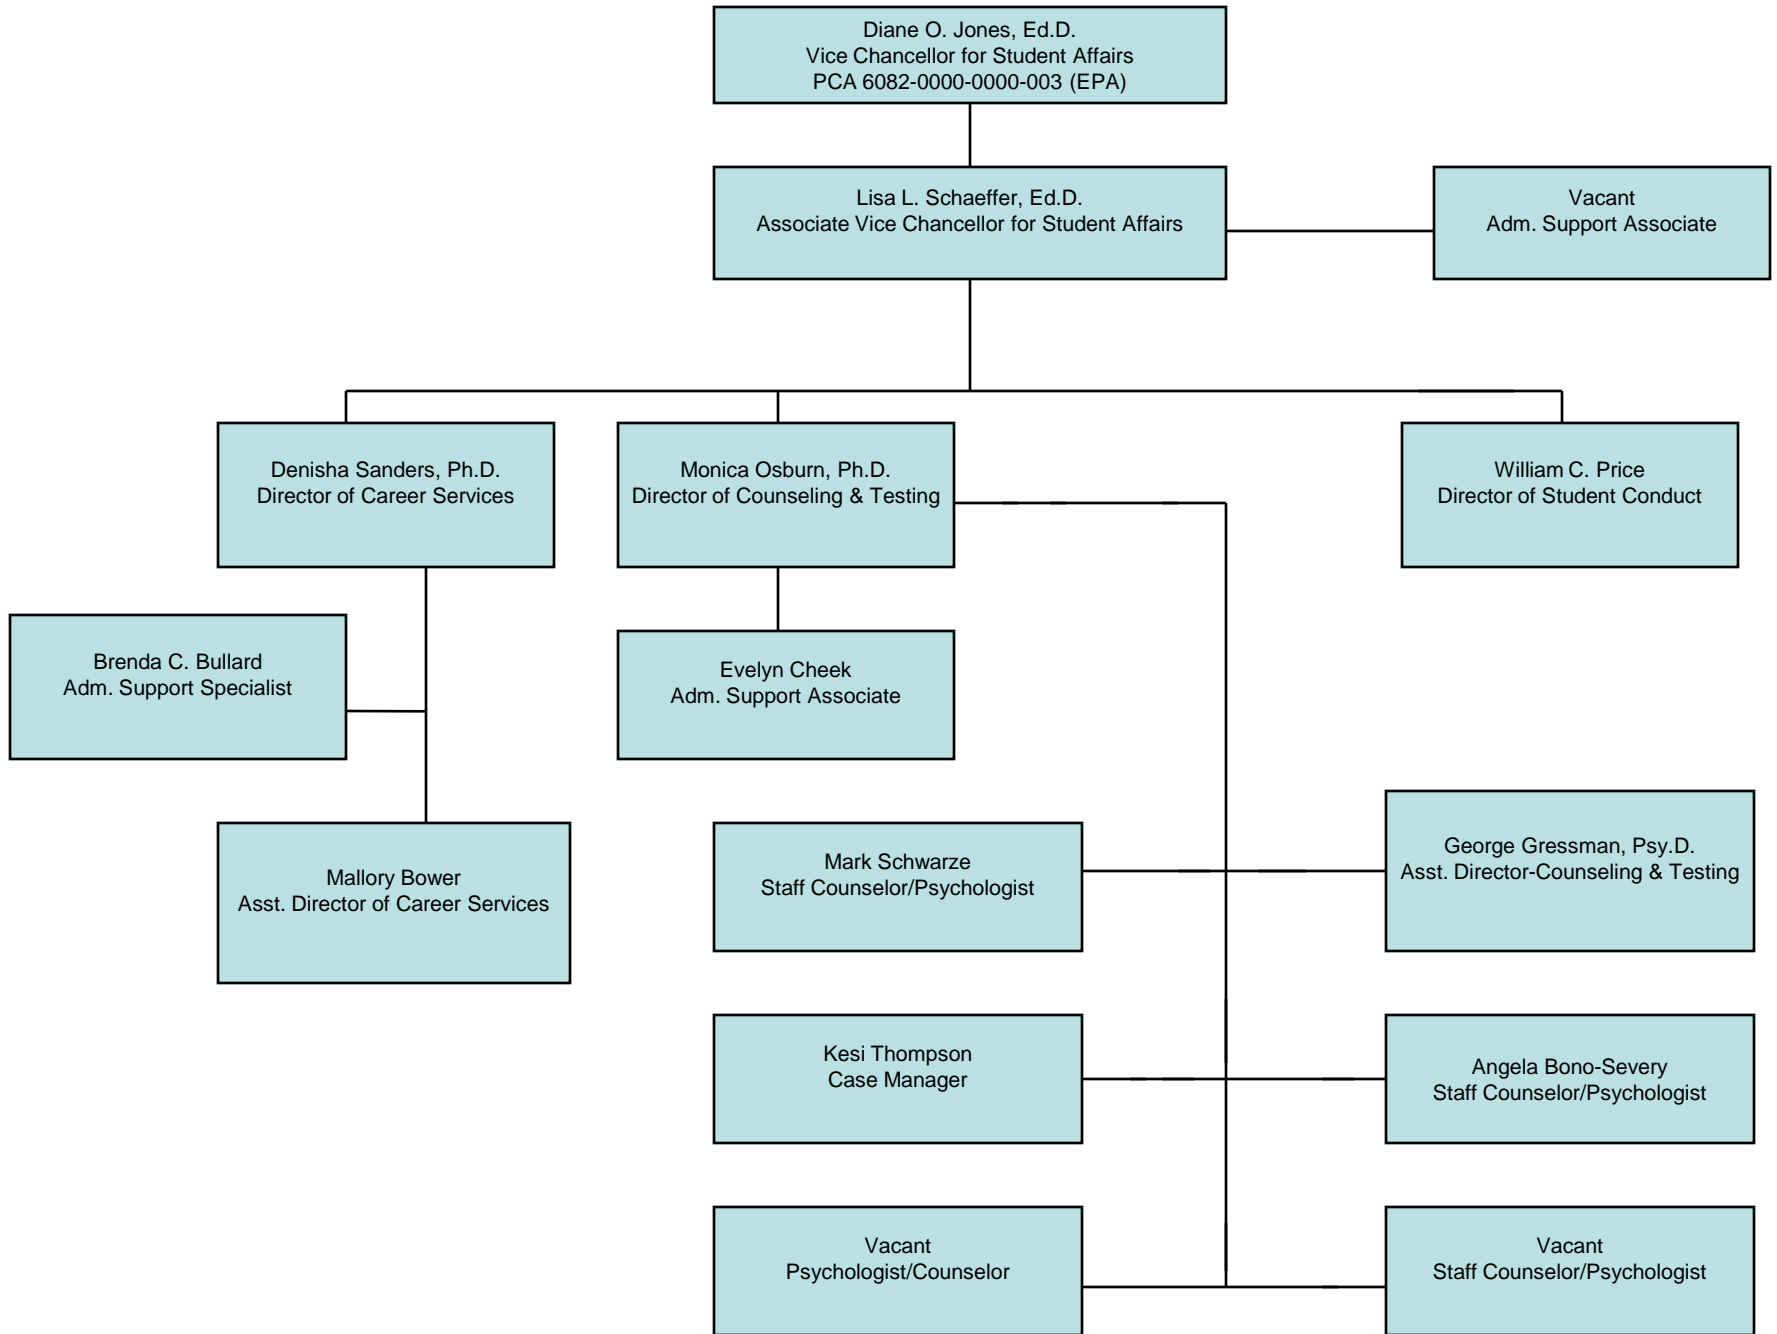 Diane O. Jones, Ed.D.
Vice Chancellor for Student Affairs
PCA 6082-0000-0000-003 (EPA)
Lisa L. Schaeffer, Ed.D.
Associate Vice Chancellor for Student Affairs
Vacant
Adm. Support Associate
Denisha Sanders, Ph.D.
Director of Career Services
Monica Osburn, Ph.D.
Director of Counseling & Testing
William C. Price
Director of Student Conduct
Brenda C. Bullard
Adm. Support Specialist
Evelyn Cheek
Adm. Support Associate
Mallory Bower
Asst. Director of Career Services
Mark Schwarze
Staff Counselor/Psychologist
George Gressman, Psy.D.
Asst. Director-Counseling & Testing
Kesi Thompson
Case Manager
Angela Bono-Severy
Staff Counselor/Psychologist
Vacant
Psychologist/Counselor
Vacant
Staff Counselor/Psychologist